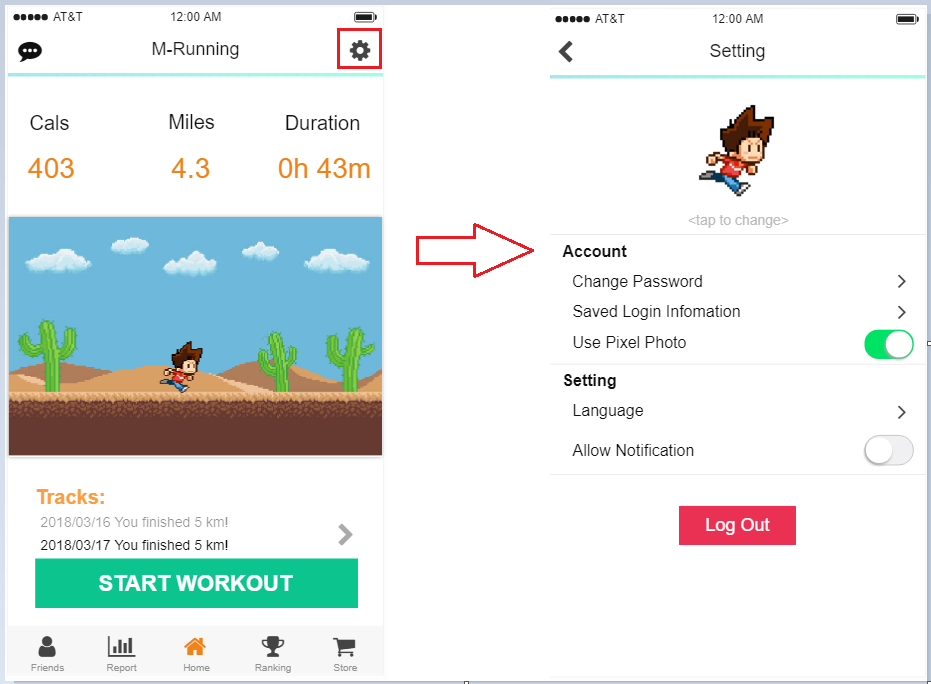 AT&T 12:00 AM
M-Running
Cals Miles Duration
403 4.3 0h 43m
Tracks:
2018/03/16 You finished 5 km!
2018/03/17 You finished 5 km!
START WORKOUT
Friends Report Home Ranking Store
AT&T 12:00 AM
Setting
<tap to change>
Account
Change Password
Saved Login Infomation
Use Pixel Photo
Setting
Language
Allow Notification
Log Out